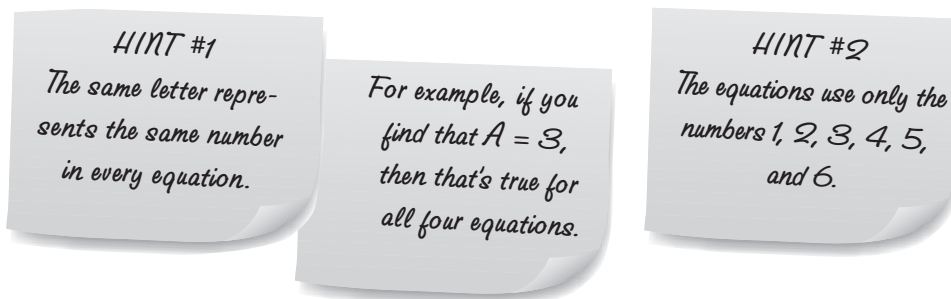 HINT #1
The same letter repre-
sents the same number
in every equation.
For example, if you
find that A = 3,
then that's true for
all four equations.
HINT #2
The equations use only the
numbers 1, 2, 3, 4, 5,
and 6.